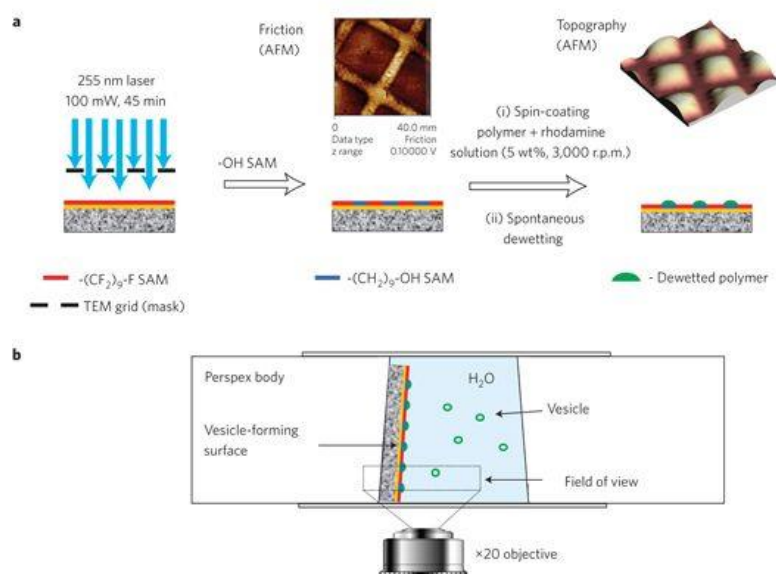 a
Friction
(AFM)
Topography
(AFM)
255 nm laser
100 mW, 45 min
0 40.0 mm
Data type Friction
z range 0.10000 V
-OH SAM
(i) Spin-coating
polymer + rhodamine
solution (5 wt%, 3,000 r.p.m.)
(ii) Spontaneous
dewetting
-(CF₂)₉-F SAM
-(CH₂)₉-OH SAM
- Dewetted polymer
TEM grid (mask)
b
Perspex body
H₂O
Vesicle
Vesicle-forming
surface
Field of view
×20 objective